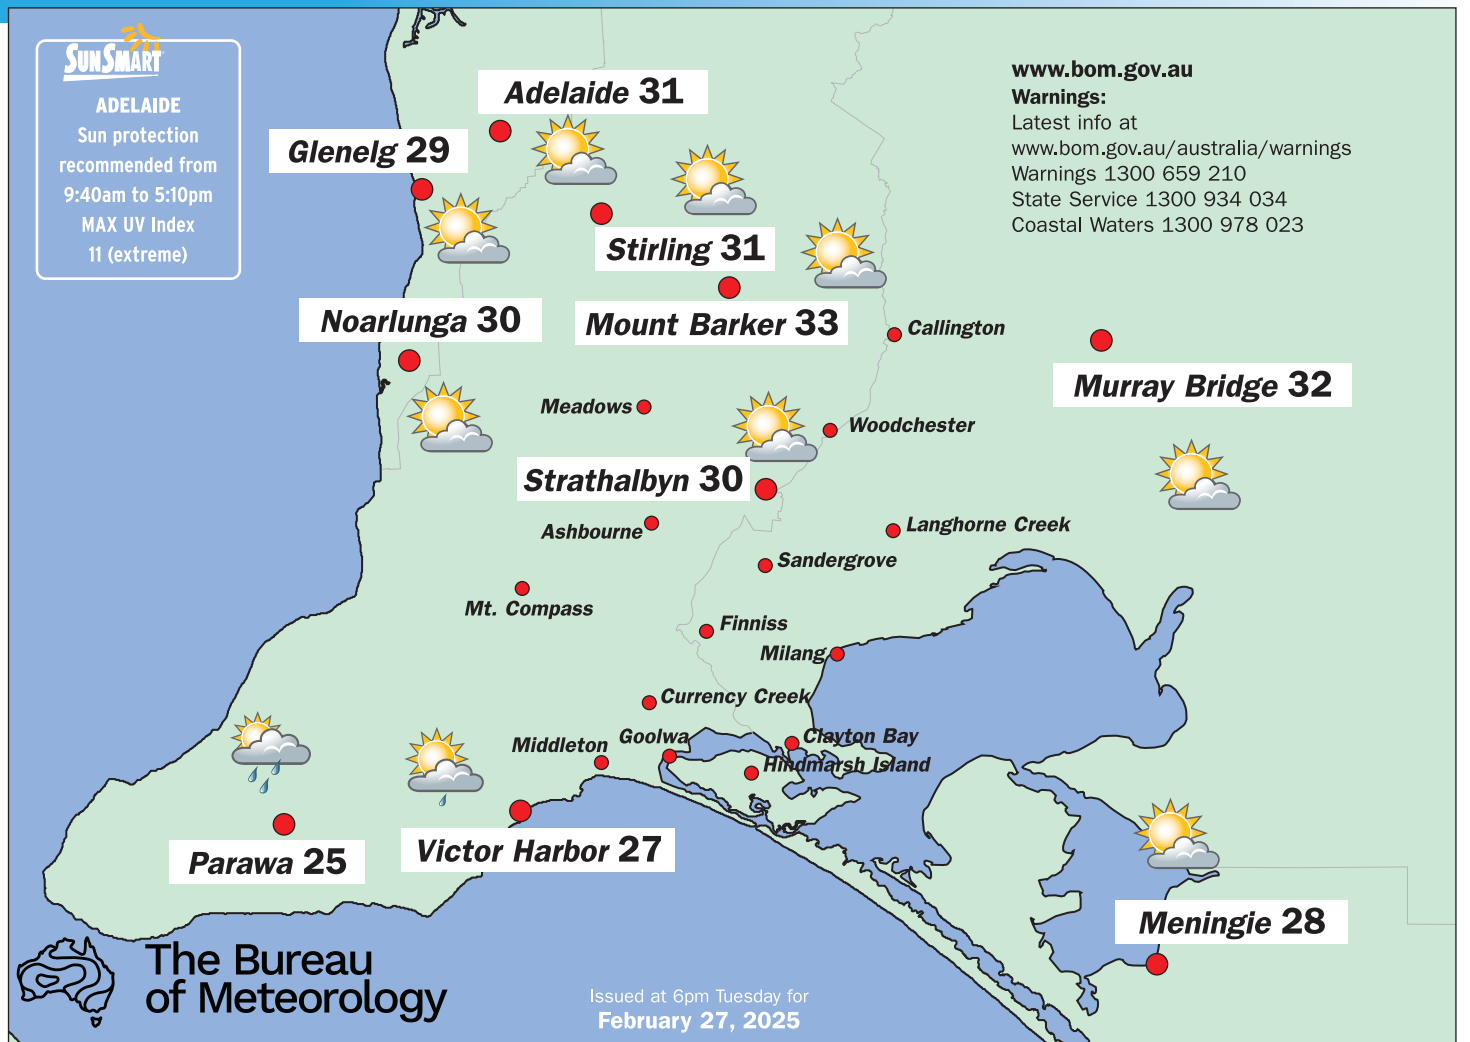 SunSmart
ADELAIDE
Sun protection
recommended from
9:40am to 5:10pm
MAX UV Index
11 (extreme)
www.bom.gov.au
Warnings:
Latest info at
www.bom.gov.au/australia/warnings
Warnings 1300 659 210
State Service 1300 934 034
Coastal Waters 1300 978 023
Adelaide 31
Glenelg 29
Stirling 31
Noarlunga 30
Mount Barker 33
Callington
Murray Bridge 32
Meadows
Woodchester
Strathalbyn 30
Ashbourne
Langhorne Creek
Sandergrove
Mt. Compass
Finniss
Milang
Currency Creek
Goolwa
Clayton Bay
Middleton
Hindmarsh Island
Victor Harbor 27
Parawa 25
Meningie 28
The Bureau
of Meteorology
Issued at 6pm Tuesday for
February 27, 2025